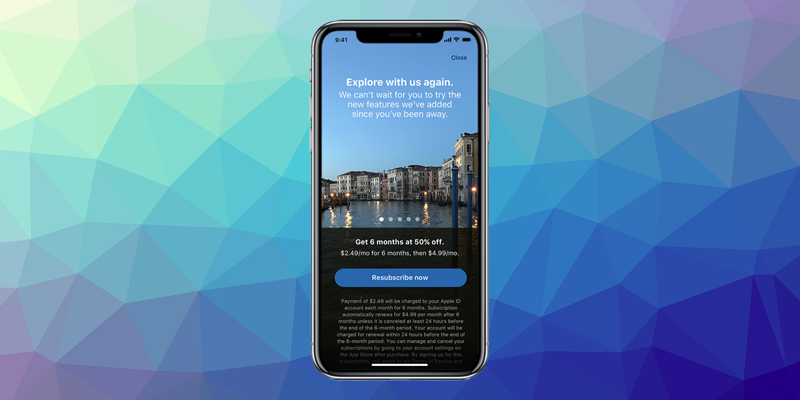 9:41
Close
Explore with us again.
We can't wait for you to try the
new features we've added
since you've been away.
Get 6 months at 50% off.
$2.49/mo for 6 months, then $4.99/mo.
Resubscribe now
Payment of $2.49 will be charged to your Apple ID
account each month for 6 months. Subscription
automatically renews for $4.99 per month after 6
months unless it is canceled at least 24 hours before
the end of the 6-month period. Your account will be
charged for renewal within 24 hours before the end of
the 6-month period. You can manage and cancel your
subscriptions by going to your account settings on
the App Store after purchase. By signing up for this